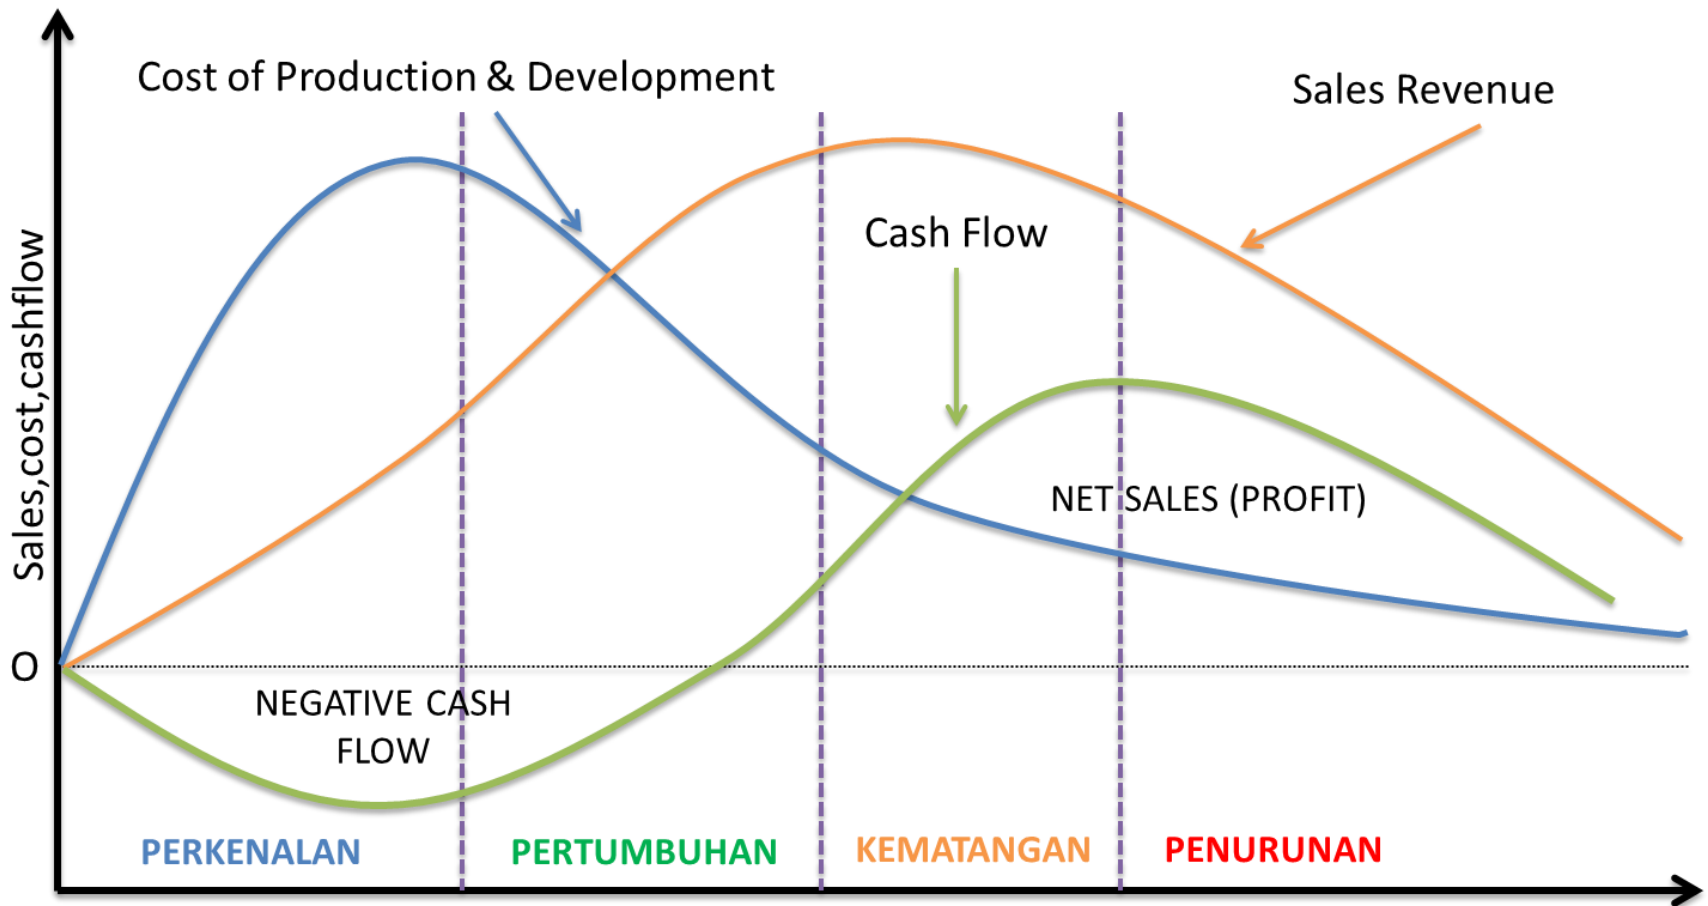 Cost of Production & Development
Sales Revenue
Cash Flow
Sales,cost,cashflow
NET SALES (PROFIT)
O
NEGATIVE CASH
FLOW
PERKENALAN
PERTUMBUHAN
KEMATANGAN
PENURUNAN